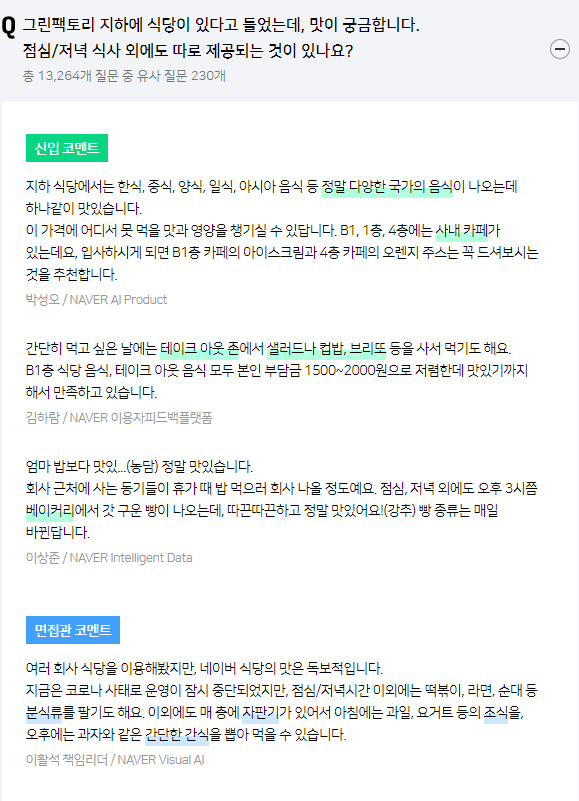 Q 그린팩토리 지하에 식당이 있다고 들었는데, 맛이 궁금합니다.
점심/저녁 식사 외에도 따로 제공되는 것이 있나요?
총 13,264개 질문 중 유사 질문 230개
신입 코멘트
지하 식당에서는 한식, 중식, 양식, 일식, 아시아 음식 등 정말 다양한 국가의 음식이 나오는데
하나같이 맛있습니다.
이 가격에 어디서 못 먹을 맛과 영양을 챙기실 수 있답니다. B1, 1층, 4층에는 사내 카페가
있는데요, 입사하시게 되면 B1층 카페의 아이스크림과 4층 카페의 오렌지 주스는 꼭 드셔보시는
것을 추천합니다.
박성오 / NAVER AI Product
간단히 먹고 싶은 날에는 테이크 아웃 존에서 샐러드나 컵밥, 브리또 등을 사서 먹기도 해요.
B1층 식당 음식, 테이크 아웃 음식 모두 본인 부담금 1500~2000원으로 저렴한데 맛있기까지
해서 만족하고 있습니다.
김하람 / NAVER 이용자피드백플랫폼
엄마 밥보다 맛있...(농담) 정말 맛있습니다.
회사 근처에 사는 동기들이 휴가 때 밥 먹으러 회사 나올 정도예요. 점심, 저녁 외에도 오후 3시쯤
베이커리에서 갓 구운 빵이 나오는데, 따끈따끈하고 정말 맛있어요!(강추) 빵 종류는 매일
바뀐답니다.
이상준 / NAVER Intelligent Data
면접관 코멘트
여러 회사 식당을 이용해봤지만, 네이버 식당의 맛은 독보적입니다.
지금은 코로나 사태로 운영이 잠시 중단되었지만, 점심/저녁시간 이외에는 떡볶이, 라면, 순대 등
분식류를 팔기도 해요. 이외에도 매 층에 자판기가 있어서 아침에는 과일, 요거트 등의 조식을,
오후에는 과자와 같은 간단한 간식을 뽑아 먹을 수 있습니다.
이활석 책임리더 / NAVER Visual AI